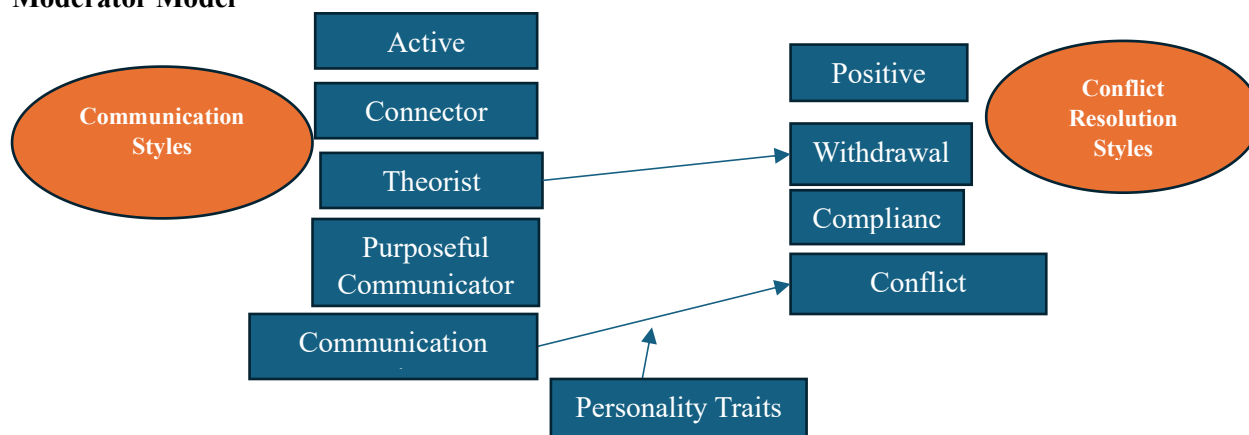 Moderator Model
Active
Positive
Communication
Styles
Connector
Conflict
Resolution
Styles
Theorist
Withdrawal
Purposeful
Communicator
Complianc
Conflict
Communication
Personality Traits